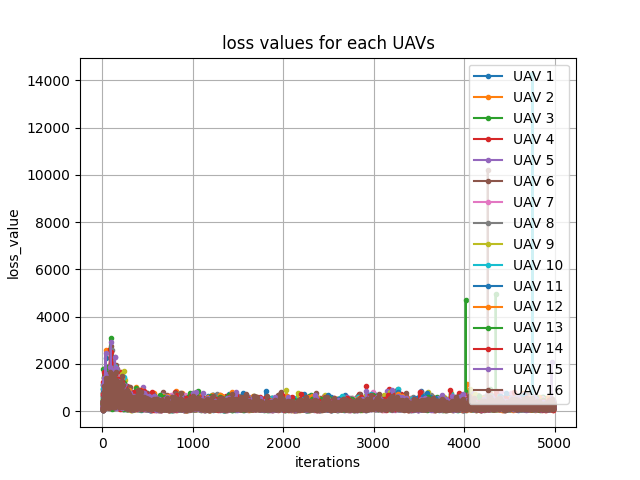 loss values for each UAVs
loss_value
14000
12000
10000
8000
6000
4000
2000
0
0 1000 2000 3000 4000 5000
iterations
UAV 1
UAV 2
UAV 3
UAV 4
UAV 5
UAV 6
UAV 7
UAV 8
UAV 9
UAV 10
UAV 11
UAV 12
UAV 13
UAV 14
UAV 15
UAV 16